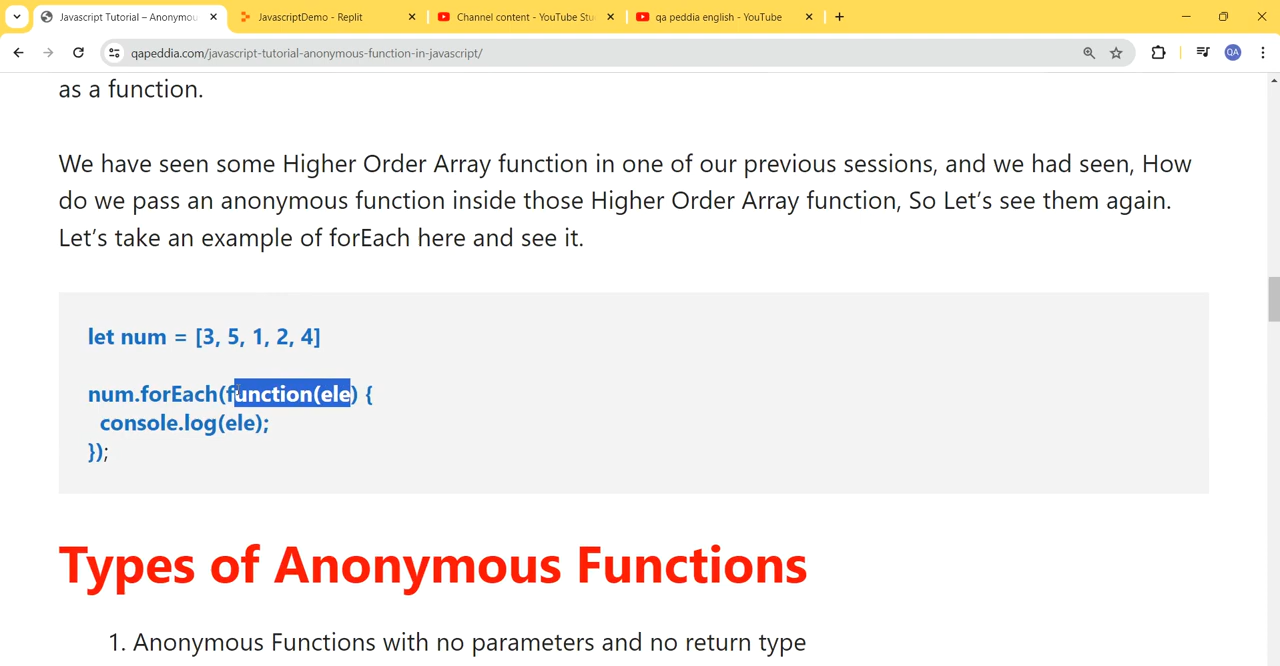 Javascript Tutorial – Anonymou
JavascriptDemo - Replit
Channel content - YouTube Stu
qa peddia english - YouTube
qapeddia.com/javascript-tutorial-anonymous-function-in-javascript/
QA
as a function.
We have seen some Higher Order Array function in one of our previous sessions, and we had seen, How
do we pass an anonymous function inside those Higher Order Array function, So Let’s see them again.
Let’s take an example of forEach here and see it.
let num = [3, 5, 1, 2, 4]
num.forEach(function(ele) {
console.log(ele);
});
Types of Anonymous Functions
1. Anonymous Functions with no parameters and no return type